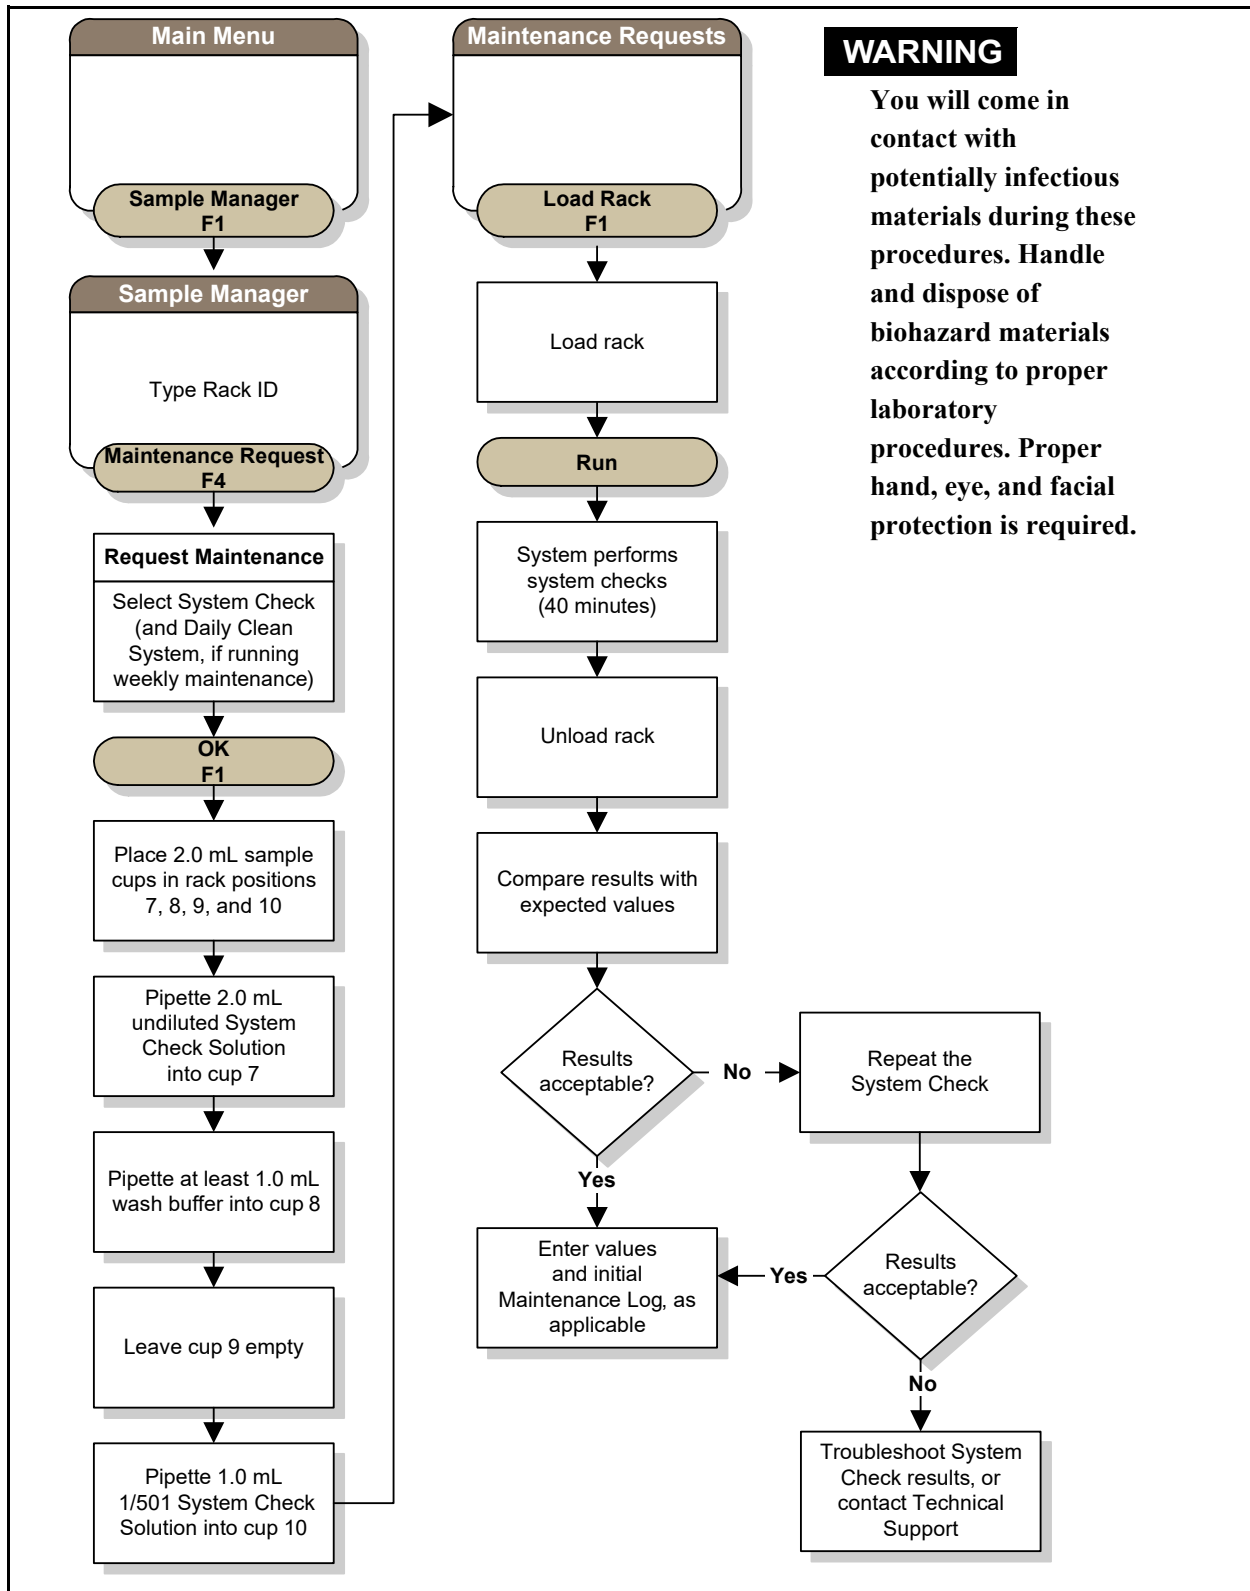 Main Menu
Sample Manager
F1
Sample Manager
Type Rack ID
Maintenance Request
F4
Request Maintenance
Select System Check
(and Daily Clean
System, if running
weekly maintenance)
OK
F1
Place 2.0 mL sample
cups in rack positions
7, 8, 9, and 10
Pipette 2.0 mL
undiluted System
Check Solution
into cup 7
Pipette at least 1.0 mL
wash buffer into cup 8
Leave cup 9 empty
Pipette 1.0 mL
1/501 System Check
Solution into cup 10
Maintenance Requests
Load Rack
F1
Load rack
Run
System performs
system checks
(40 minutes)
Unload rack
Compare results with
expected values
Results
acceptable?
No
Repeat the
System Check
Yes
Enter values
and initial
Maintenance Log, as
applicable
Yes
Results
acceptable?
No
Troubleshoot System
Check results, or
contact Technical
Support
WARNING
You will come in
contact with
potentially infectious
materials during these
procedures. Handle
and dispose of
biohazard materials
according to proper
laboratory
procedures. Proper
hand, eye, and facial
protection is required.